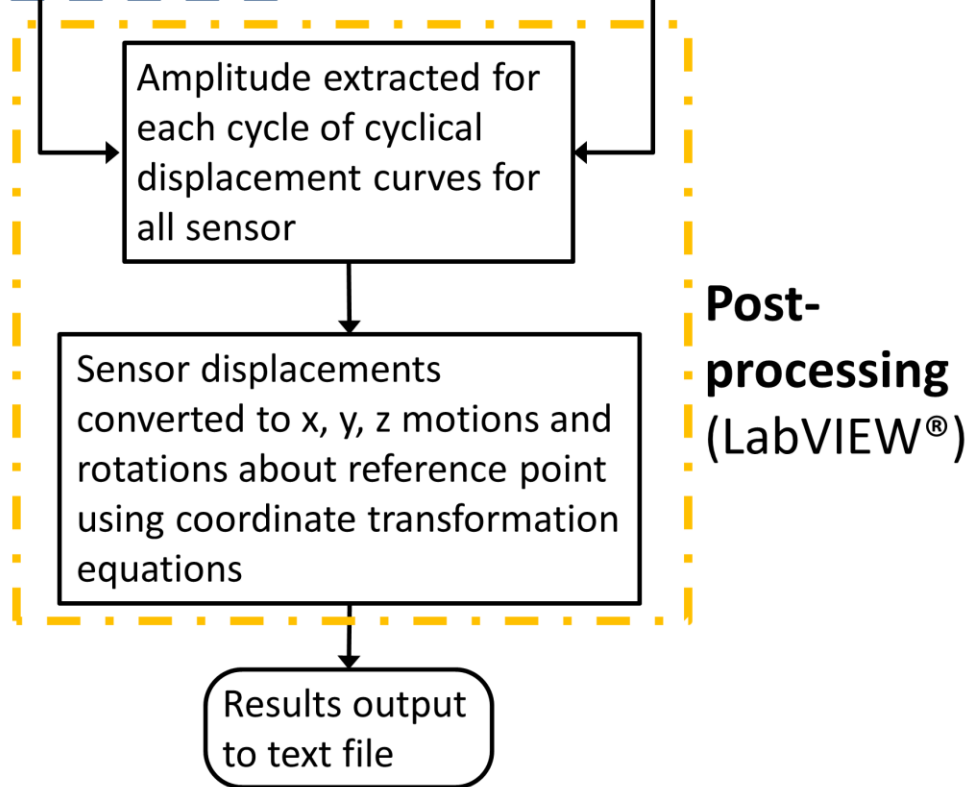 Amplitude extracted for
each cycle of cyclical
displacement curves for
all sensor
Post-
processing
(LabVIEW®)
Sensor displacements
converted to x, y, z motions and
rotations about reference point
using coordinate transformation
equations
Results output
to text file